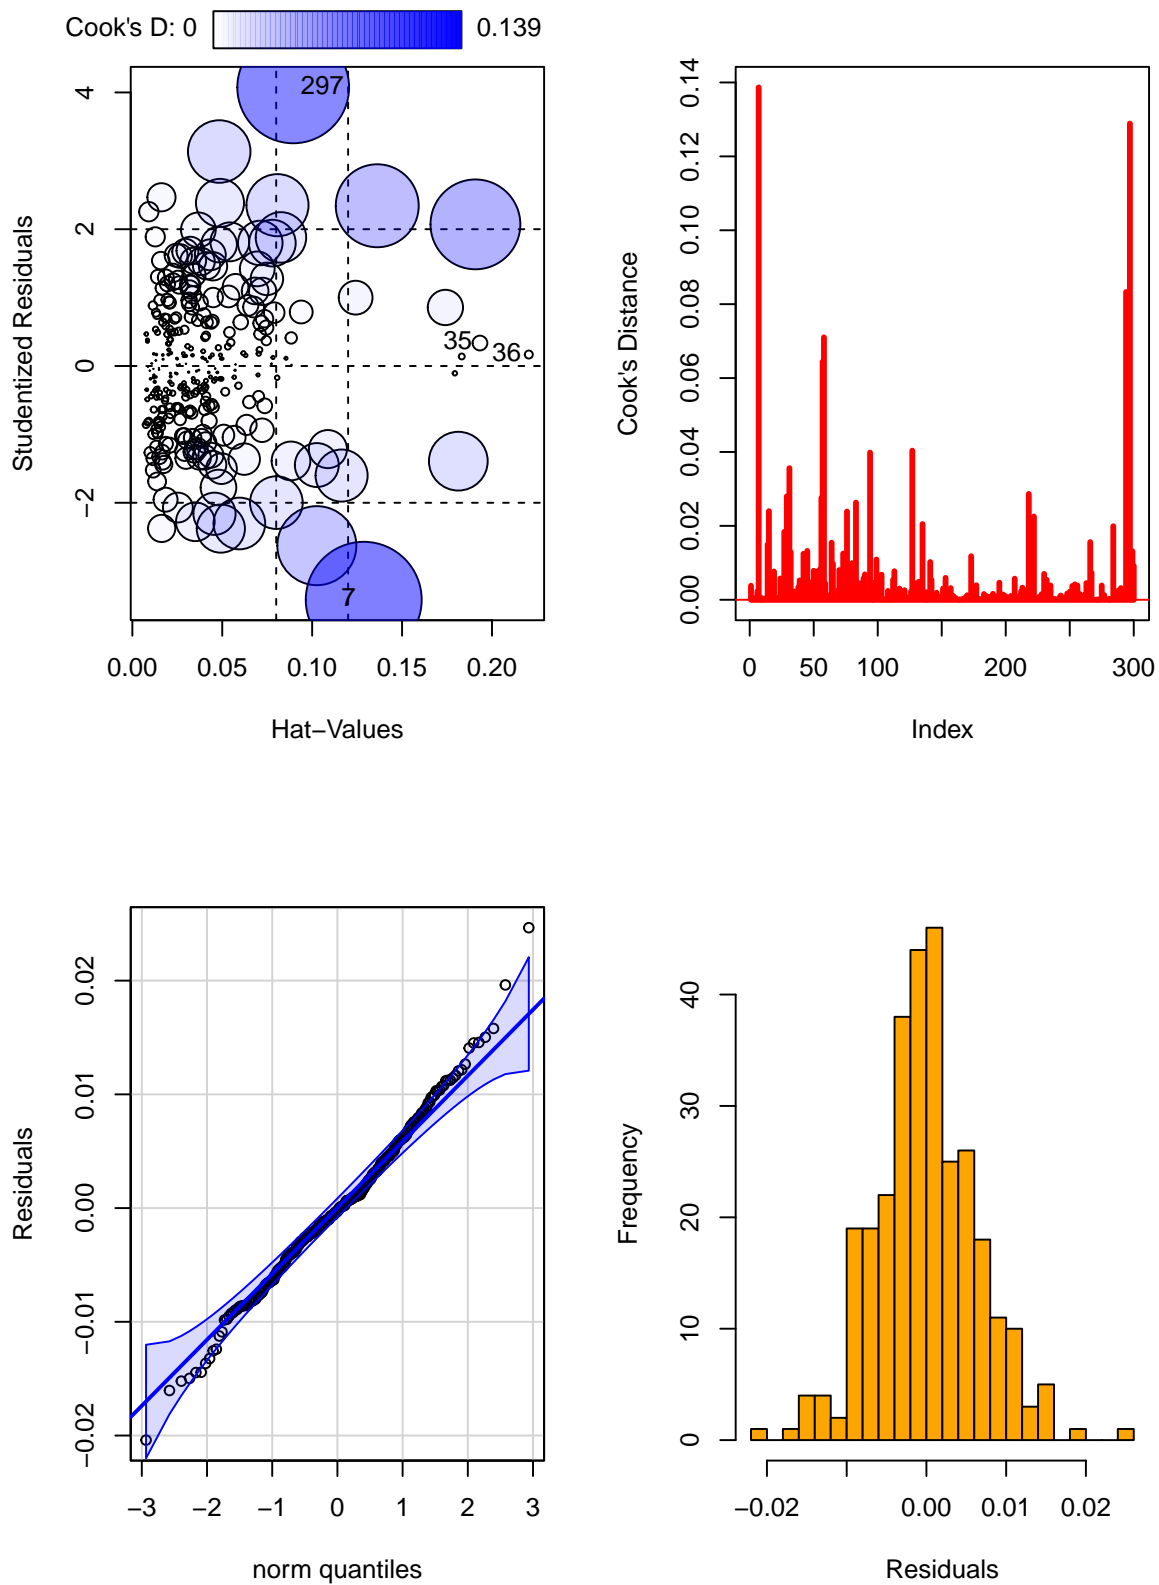 Cook's D: 0 0.139
297
35
36
7
4
2
0
−2
Studentized Residuals
0.00 0.05 0.10 0.15 0.20
Hat−Values
0.14
0.12
0.10
0.08
0.06
0.04
0.02
0.00
Cook's Distance
0 50 100 200 300
Index
0.02
0.01
0.00
−0.01
−0.02
Residuals
−3 −2 −1 0 1 2 3
norm quantiles
40
30
20
10
0
Frequency
−0.02 0.00 0.01 0.02
Residuals